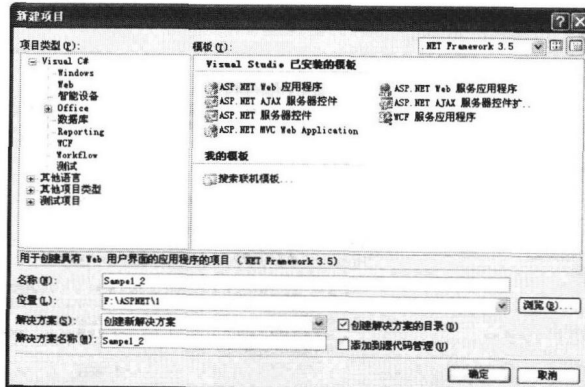 新建项目
项目类型(P):
模板(T):
.NET Framework 3.5
Visual C#
Windows
Web
智能设备
Office
数据库
Reporting
WCF
Workflow
测试
其他语言
其他项目类型
测试项目
Visual Studio 已安装的模板
ASP.NET Web 应用程序
ASP.NET Web 服务应用程序
ASP.NET AJAX 服务器控件
ASP.NET AJAX 服务器控件扩..
ASP.NET 服务器控件
WCF 服务应用程序
ASP.NET MVC Web Application
我的模板
搜索联机模板...
用于创建具有 Web 用户界面的应用程序的项目 (.NET Framework 3.5)
名称(N):
Sampel_2
位置(L):
F:\ASPNET\1
浏览(B)...
解决方案(S):
创建新解决方案
创建解决方案的目录(D)
解决方案名称(M):
Sampel_2
添加到源代码管理(U)
确定
取消